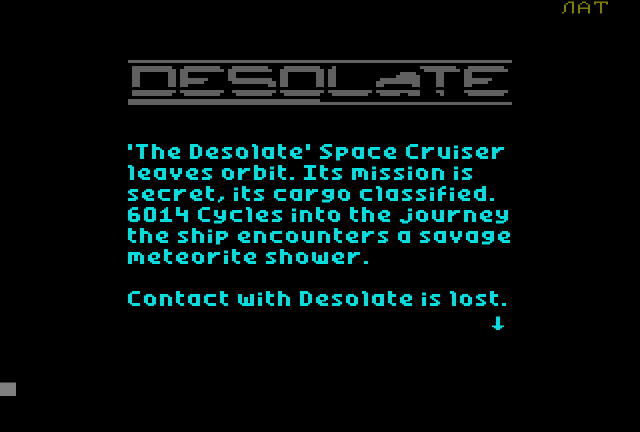 ЛАТ
DESOLATE
'The Desolate' Space Cruiser
leaves orbit. Its mission is
secret, its cargo classified.
6014 Cycles into the journey
the ship encounters a savage
meteorite shower.
Contact with Desolate is lost.
↓